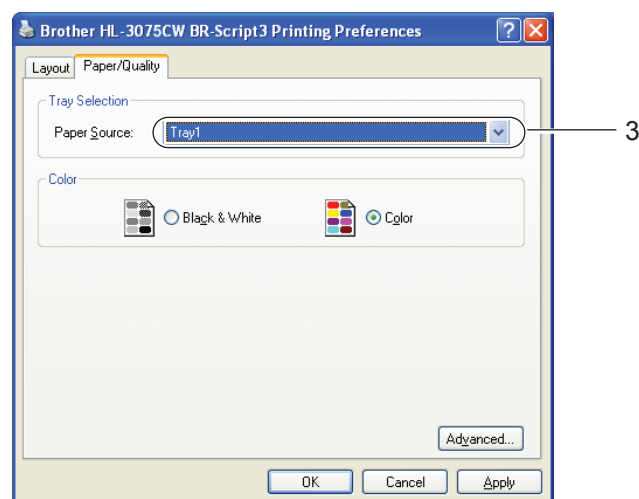 Brother HL-3075CW BR-Script3 Printing Preferences
Layout Paper/Quality
Tray Selection
Paper Source: Tray1
3
Color
Black & White Color
Advanced...
OK Cancel Apply